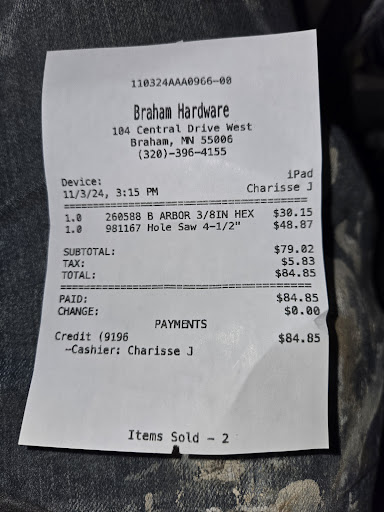 110324AAA0966-00
Braham Hardware
104 Central Drive West
Braham, MN 55006
(320)-396-4155
Device: iPad
11/3/24, 3:15 PM Charisse J
1.0 260588 B ARBOR 3/8IN HEX $30.15
1.0 981167 Hole Saw 4-1/2" $48.87
SUBTOTAL: $79.02
TAX: $5.83
TOTAL: $84.85
PAID: $84.85
CHANGE: $0.00
PAYMENTS
Credit (9196 $84.85
-Cashier: Charisse J
Items Sold - 2